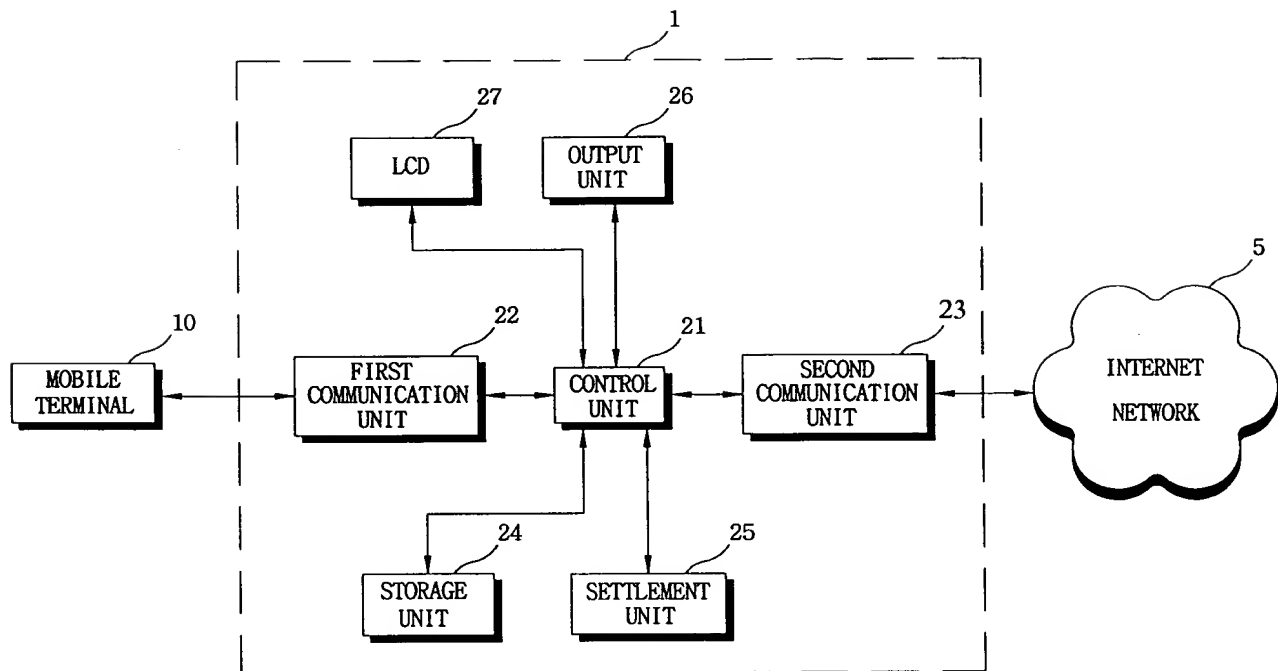 1
27
26
LCD
OUTPUT
UNIT
5
10
22
21
23
MOBILE
TERMINAL
FIRST
COMMUNICATION
UNIT
CONTROL
UNIT
SECOND
COMMUNICATION
UNIT
INTERNET
NETWORK
24
25
STORAGE
UNIT
SETTLEMENT
UNIT